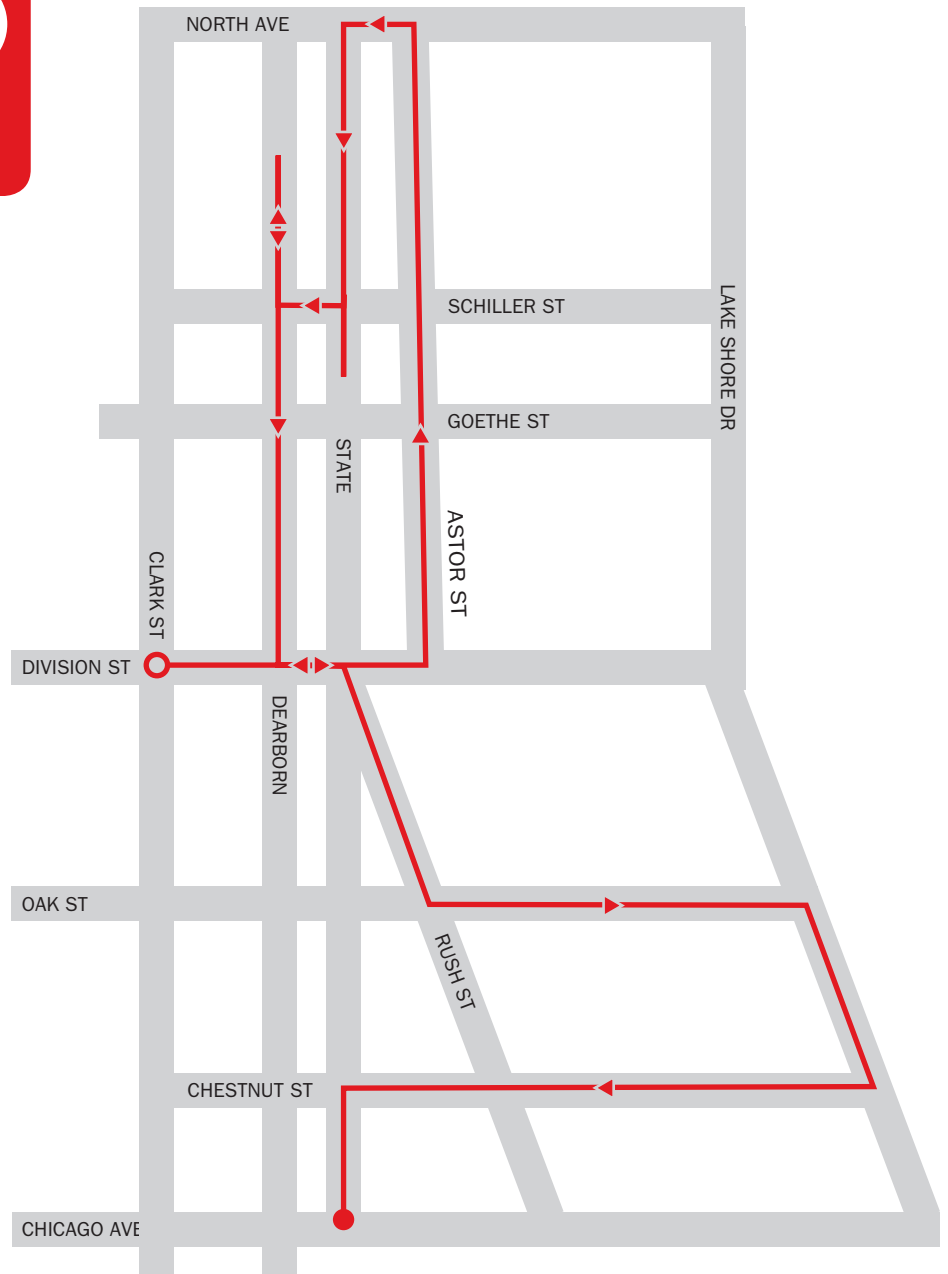 NORTH AVE
SCHILLER ST
LAKE SHORE DR
GOETHE ST
STATE
ASTOR ST
CLARK ST
DIVISION ST
DEARBORN
OAK ST
RUSH ST
CHESTNUT ST
CHICAGO AVE